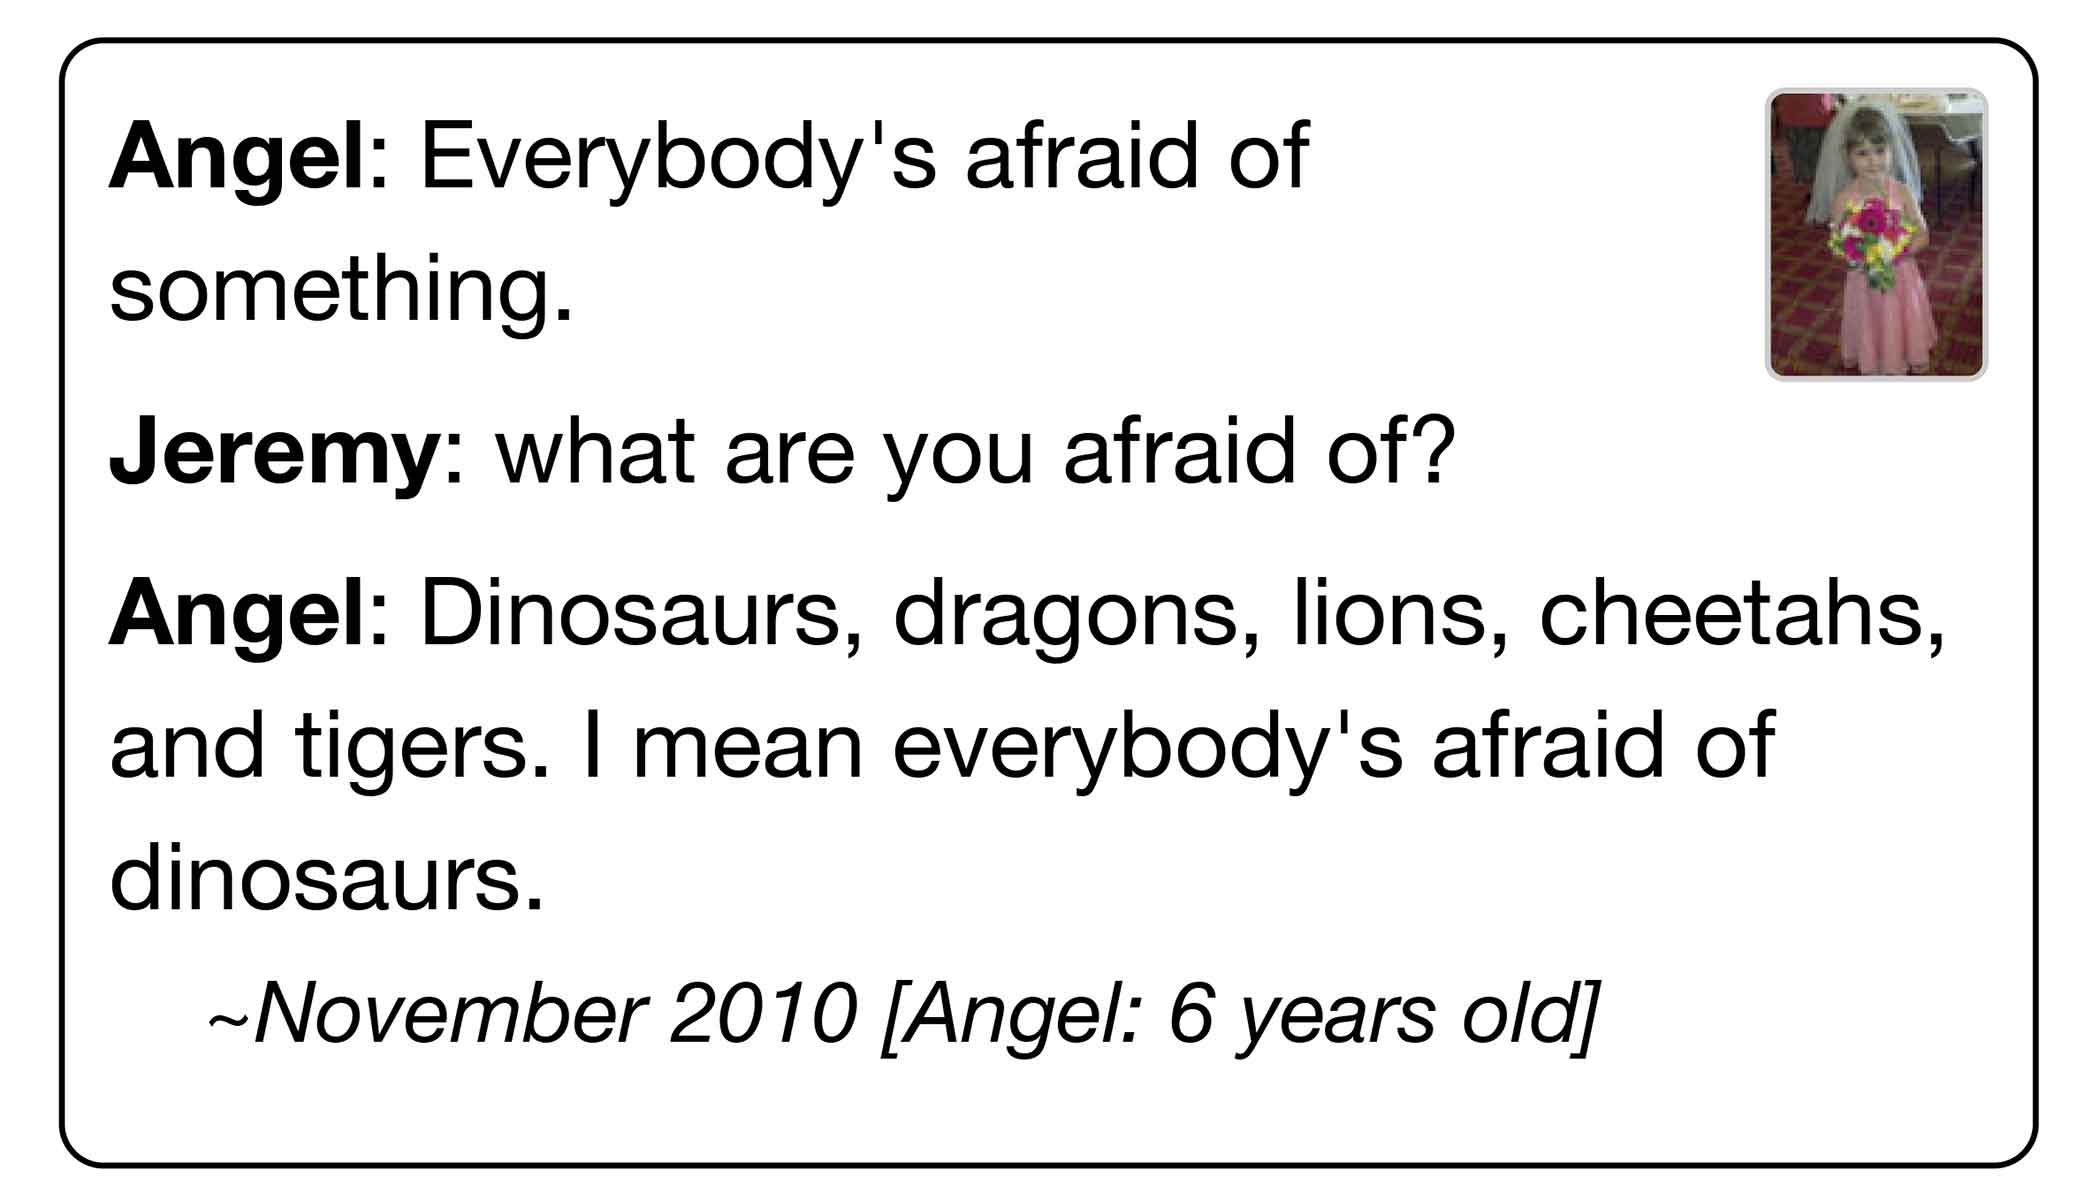 Angel: Everybody's afraid of
something.
Jeremy: what are you afraid of?
Angel: Dinosaurs, dragons, lions, cheetahs,
and tigers. I mean everybody's afraid of
dinosaurs.
~November 2010 [Angel: 6 years old]